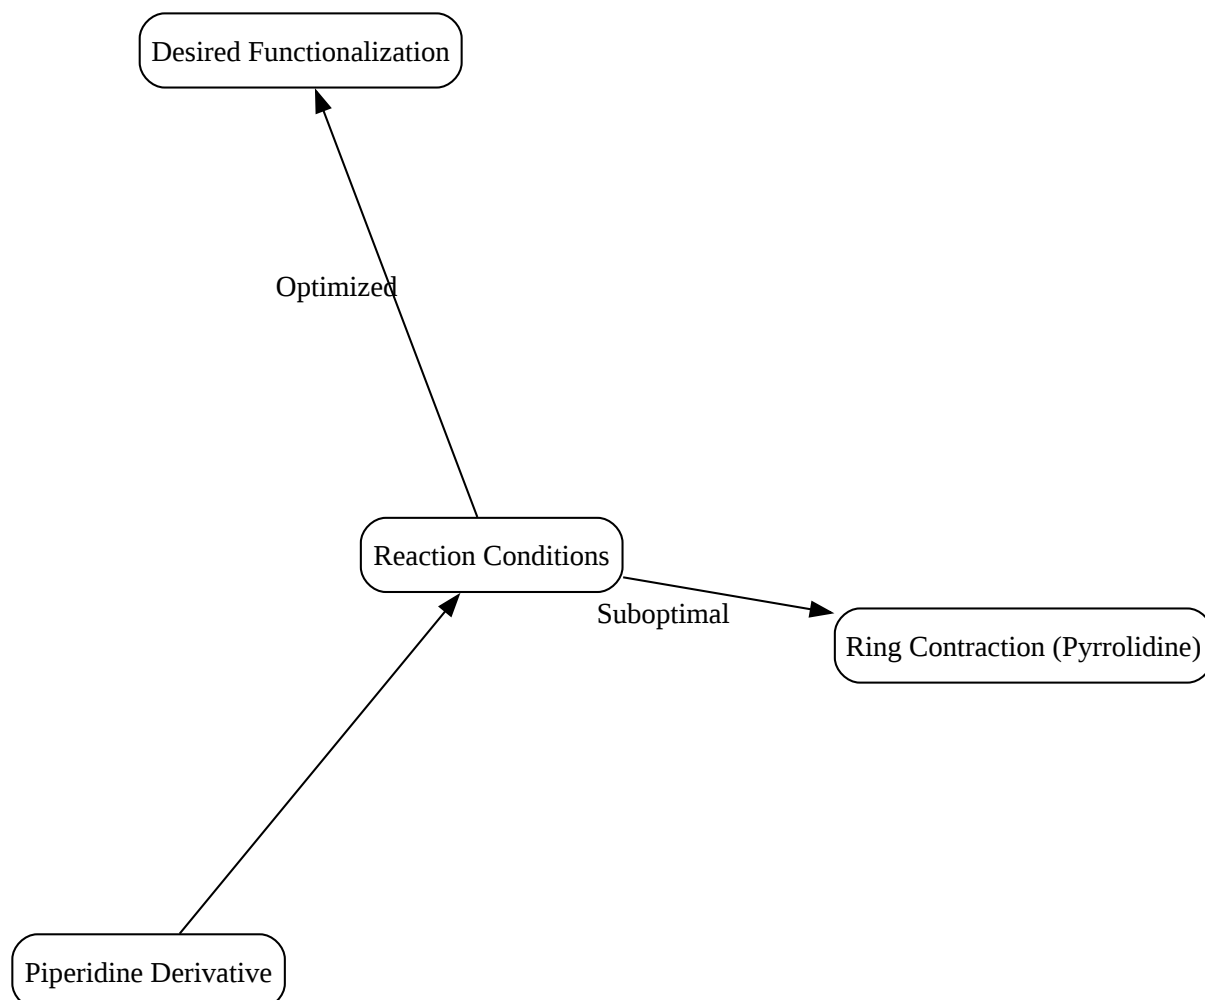 Desired Functionalization
Optimized
Reaction Conditions
Suboptimal
Ring Contraction (Pyrrolidine)
Piperidine Derivative